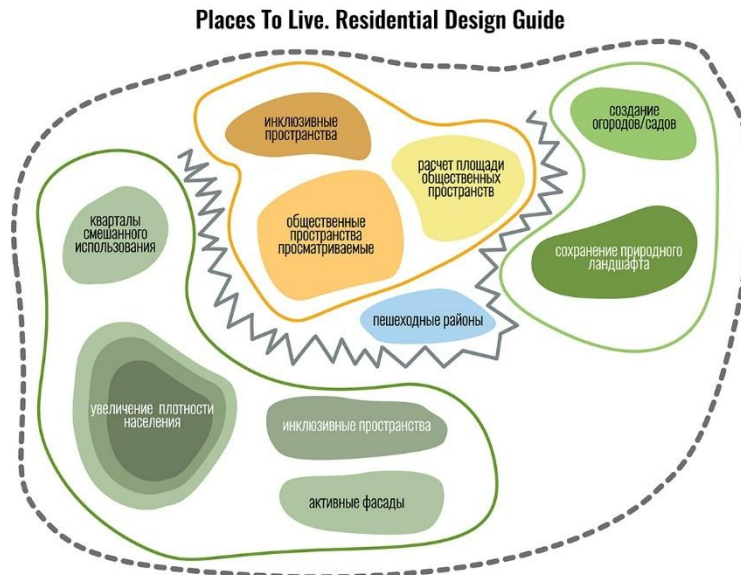 Places To Live. Residential Design Guide
инклюзивные
пространства
расчет площади
общественных
пространств
создание
огородов/садов
кварталы
смешанного
использования
общественные
пространства
просматриваемые
сохранение природного
ландшафта
пешеходные районы
увеличение плотности
населения
инклюзивные пространства
активные фасады